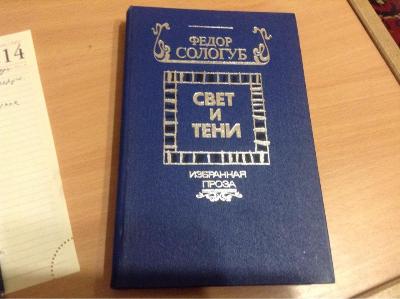 14
ФЕДОР
СОЛОГУБ
СВЕТ
И
ТЕНИ
ИЗБРАННАЯ
ПРОЗА